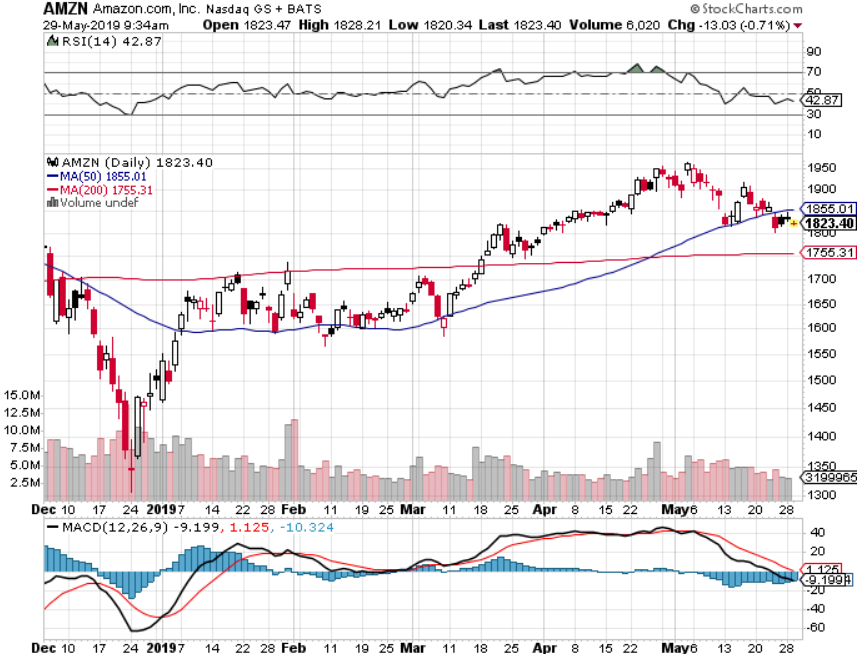 AMZN Amazon.com, Inc. Nasdaq GS + BATS © StockCharts.com
29-May-2019 9:34am Open 1823.47 High 1828.21 Low 1820.34 Last 1823.40 Volume 6,020 Chg -13.03 (-0.71%)
RSI(14) 42.87
90
70
50
42.87
30
10
AMZN (Daily) 1823.40
MA(50) 1855.01
MA(200) 1755.31
Volume undef
1950
1900
1855.01
1823.40
1800
1755.31
1700
1650
1600
1550
1500
15.0M 1450
12.5M
10.0M 1400
7.5M
5.0M 1350
3199965
2.5M 1300
Dec 10 17 24 2019 7 14 22 28 Feb 11 19 25 Mar 11 18 25 Apr 8 15 22 May 6 13 20 28
MACD(12,26,9) -9.199, 1.125, -10.324
40
20
1.125
-9.199
-20
-40
-60
Dec 10 17 24 2019 7 14 22 28 Feb 11 19 25 Mar 11 18 25 Apr 8 15 22 May 6 13 20 28